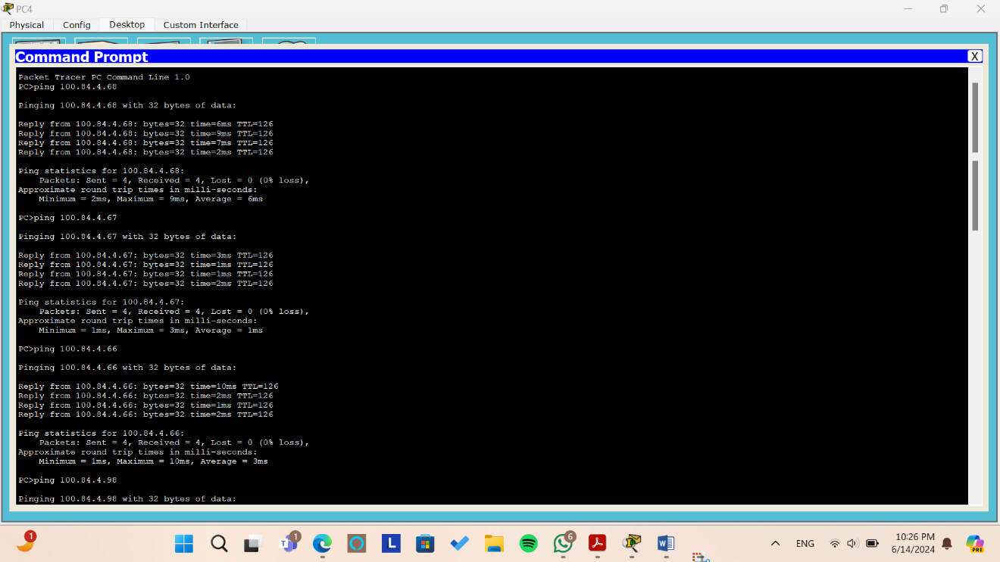 PC4
Physical Config Desktop Custom Interface
Command Prompt
X
Packet Tracer PC Command Line 1.0
PC>ping 100.84.4.68
Pinging 100.84.4.68 with 32 bytes of data:
Reply from 100.84.4.68: bytes=32 time=6ms TTL=126
Reply from 100.84.4.68: bytes=32 time=9ms TTL=126
Reply from 100.84.4.68: bytes=32 time=7ms TTL=126
Reply from 100.84.4.68: bytes=32 time=2ms TTL=126
Ping statistics for 100.84.4.68:
Packets: Sent = 4, Received = 4, Lost = 0 (0% loss),
Approximate round trip times in milli-seconds:
Minimum = 2ms, Maximum = 9ms, Average = 6ms
PC>ping 100.84.4.67
Pinging 100.84.4.67 with 32 bytes of data:
Reply from 100.84.4.67: bytes=32 time=3ms TTL=126
Reply from 100.84.4.67: bytes=32 time=1ms TTL=126
Reply from 100.84.4.67: bytes=32 time=1ms TTL=126
Reply from 100.84.4.67: bytes=32 time=2ms TTL=126
Ping statistics for 100.84.4.67:
Packets: Sent = 4, Received = 4, Lost = 0 (0% loss),
Approximate round trip times in milli-seconds:
Minimum = 1ms, Maximum = 3ms, Average = 1ms
PC>ping 100.84.4.66
Pinging 100.84.4.66 with 32 bytes of data:
Reply from 100.84.4.66: bytes=32 time=10ms TTL=126
Reply from 100.84.4.66: bytes=32 time=2ms TTL=126
Reply from 100.84.4.66: bytes=32 time=1ms TTL=126
Reply from 100.84.4.66: bytes=32 time=2ms TTL=126
Ping statistics for 100.84.4.66:
Packets: Sent = 4, Received = 4, Lost = 0 (0% loss),
Approximate round trip times in milli-seconds:
Minimum = 1ms, Maximum = 10ms, Average = 3ms
PC>ping 100.84.4.98
Pinging 100.84.4.98 with 32 bytes of data:
1
T 1
L
6
W
ENG
10:26 PM
6/14/2024
PRE